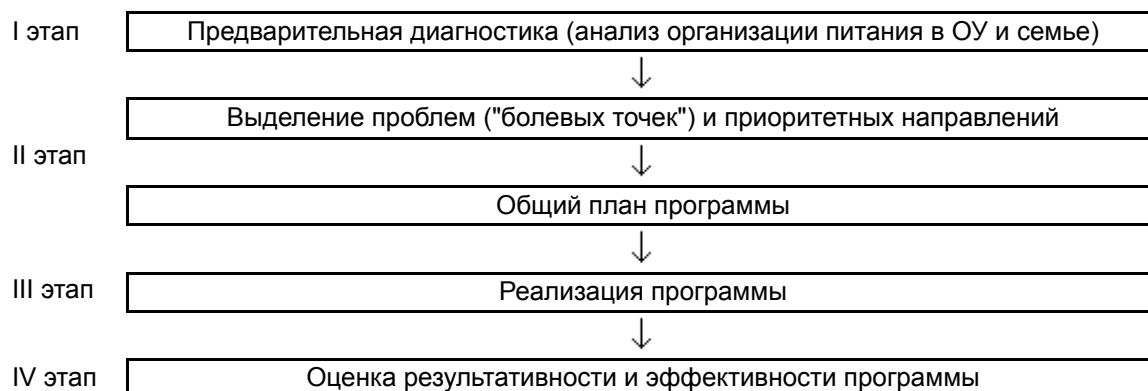 I этап
Предварительная диагностика (анализ организации питания в ОУ и семье)
Выделение проблем ("болевых точек") и приоритетных направлений
II этап
Общий план программы
III этап
Реализация программы
IV этап
Оценка результативности и эффективности программы